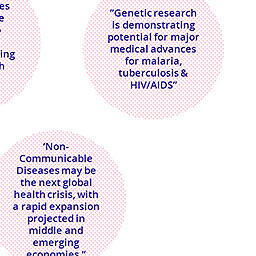 es
e
ing
h
“Genetic research
is demonstrating
potential for major
medical advances
for malaria,
tuberculosis &
HIV/AIDS”
‘Non-
Communicable
Diseases may be
the next global
health crisis, with
a rapid expansion
projected in
middle and
emerging
economies.”